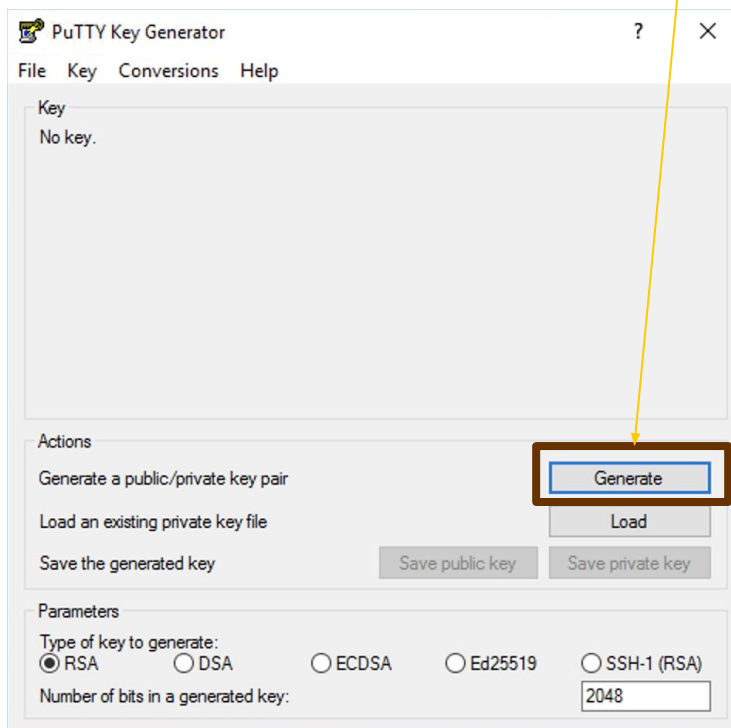 PuTTY Key Generator ? ×
File Key Conversions Help
Key
No key.
Actions
Generate a public/private key pair Generate
Load an existing private key file Load
Save the generated key Save public key Save private key
Parameters
Type of key to generate:
RSA DSA ECDSA Ed25519 SSH-1 (RSA)
Number of bits in a generated key: 2048